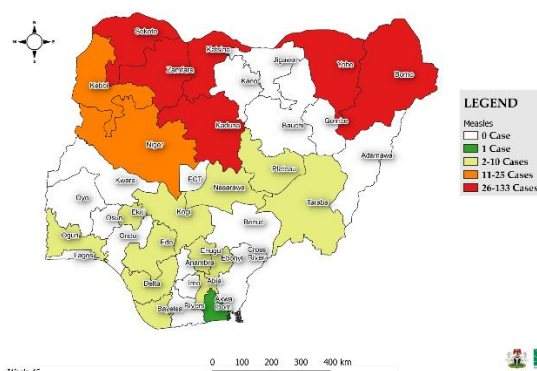 N
W
E
S
Sokoto
Katsina
Jigawa
Yobe
Borno
Zamfara
Kano
Kebbi
Kaduna
Bauchi
Gombe
Adamawa
Niger
Plateau
FCT
Nasarawa
Kwara
Taraba
Oyo
Ekiti
Kogi
Osun
Benue
Ogun
Ondo
Edo
Enugu
Cross
River
Lagos
Anambra
Ebonyi
Delta
Imo
Abia
Akwa
Ibom
Bayelsa
Rivers
LEGEND
Measles
0 Case
1 Case
2-10 Cases
11-25 Cases
26-133 Cases
0 100 200 300 400 km